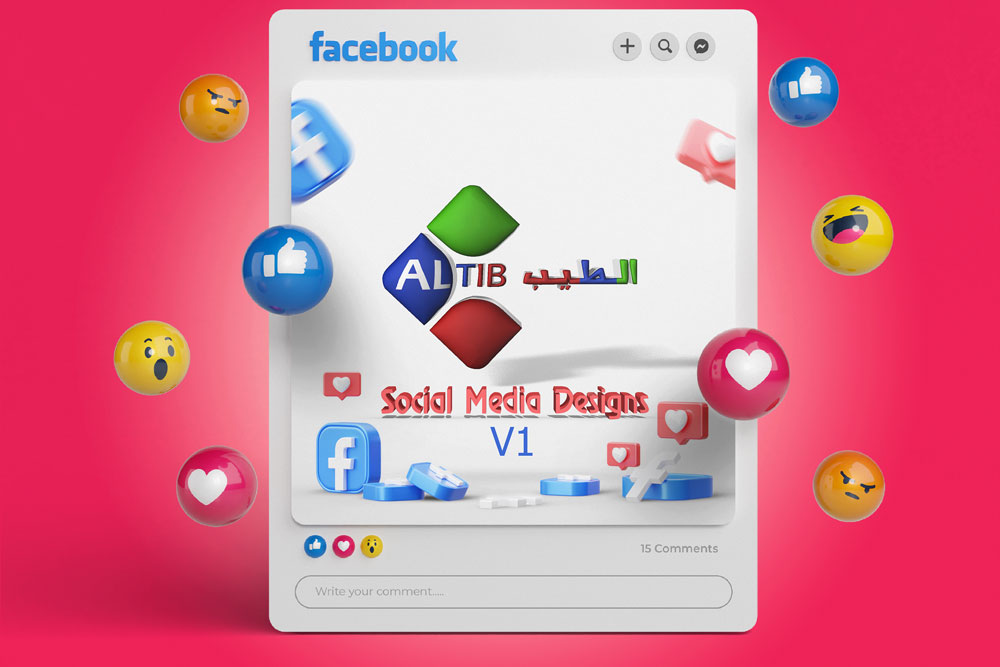 facebook
ALTIB الطيب
Social Media Designs
V1
15 Comments
Write your comment.....